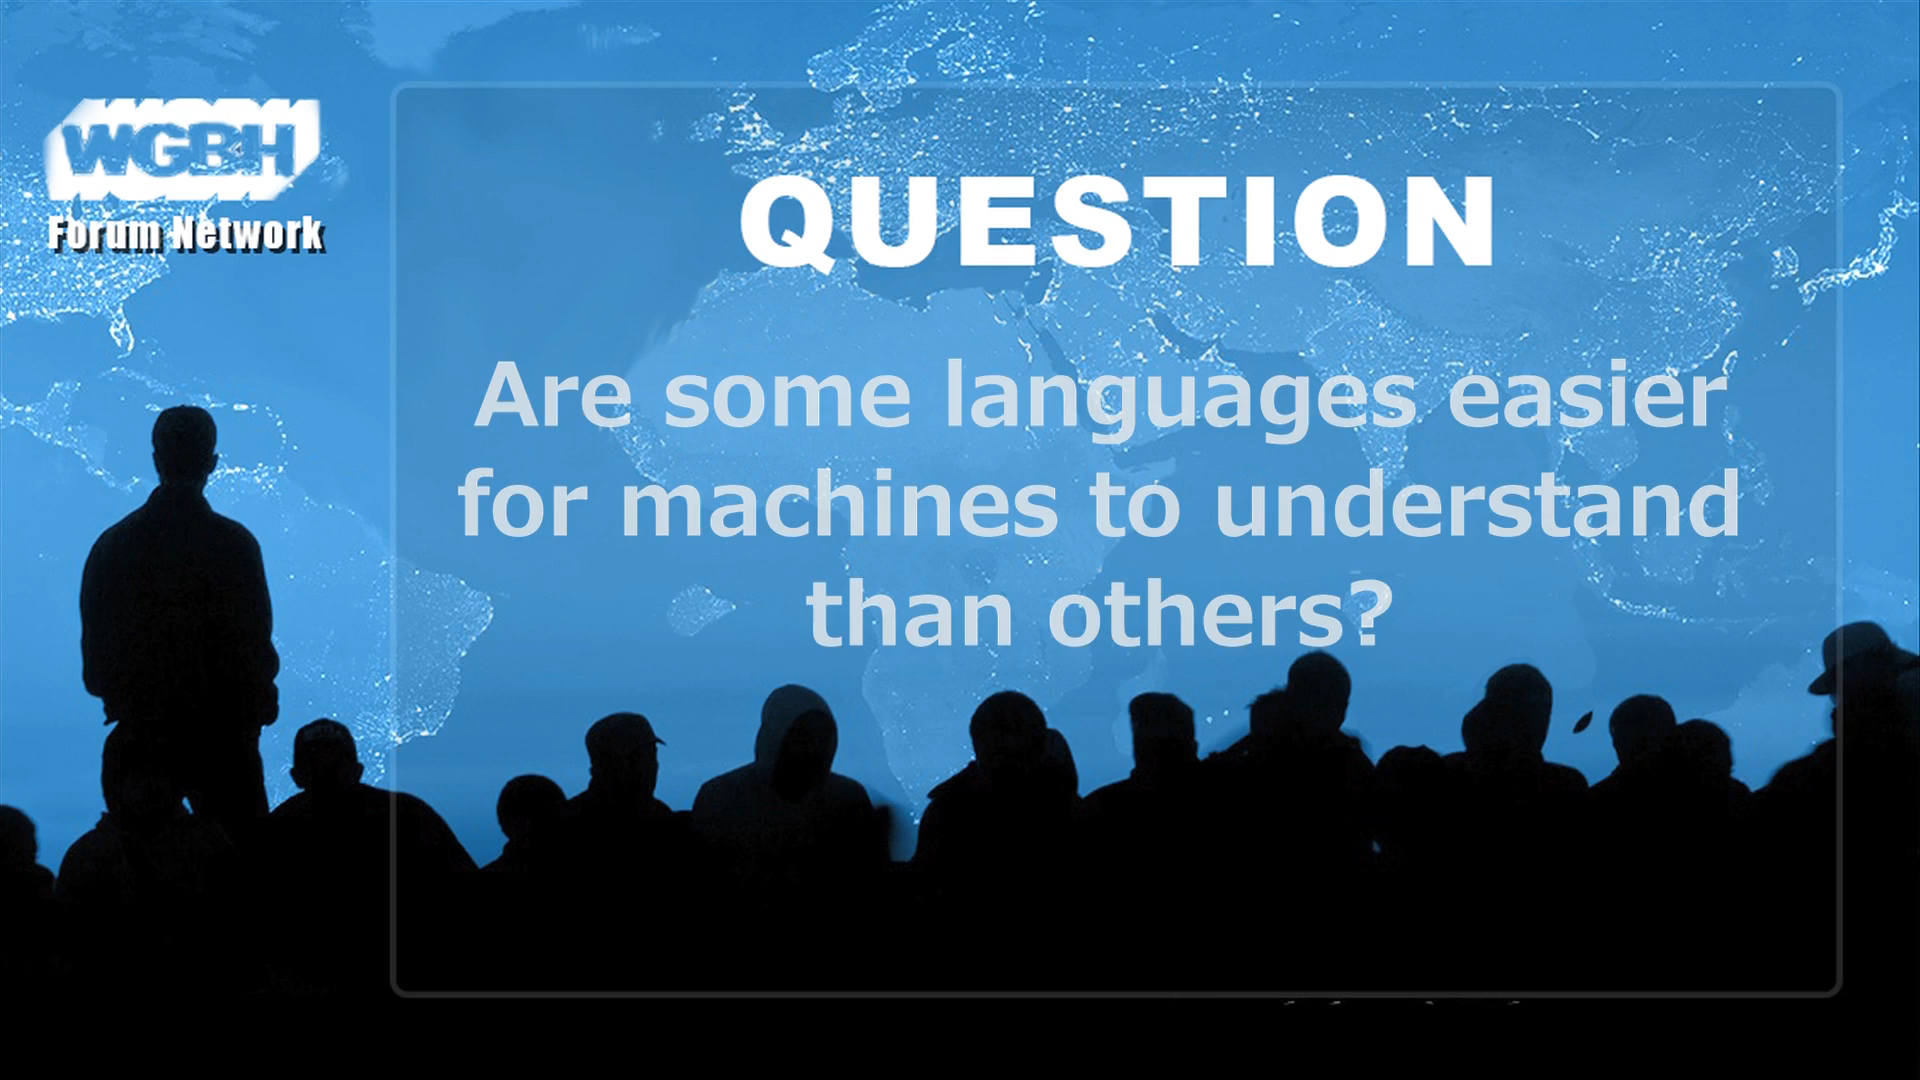 WGBH
Forum Network
QUESTION
Are some languages easier
for machines to understand
than others?